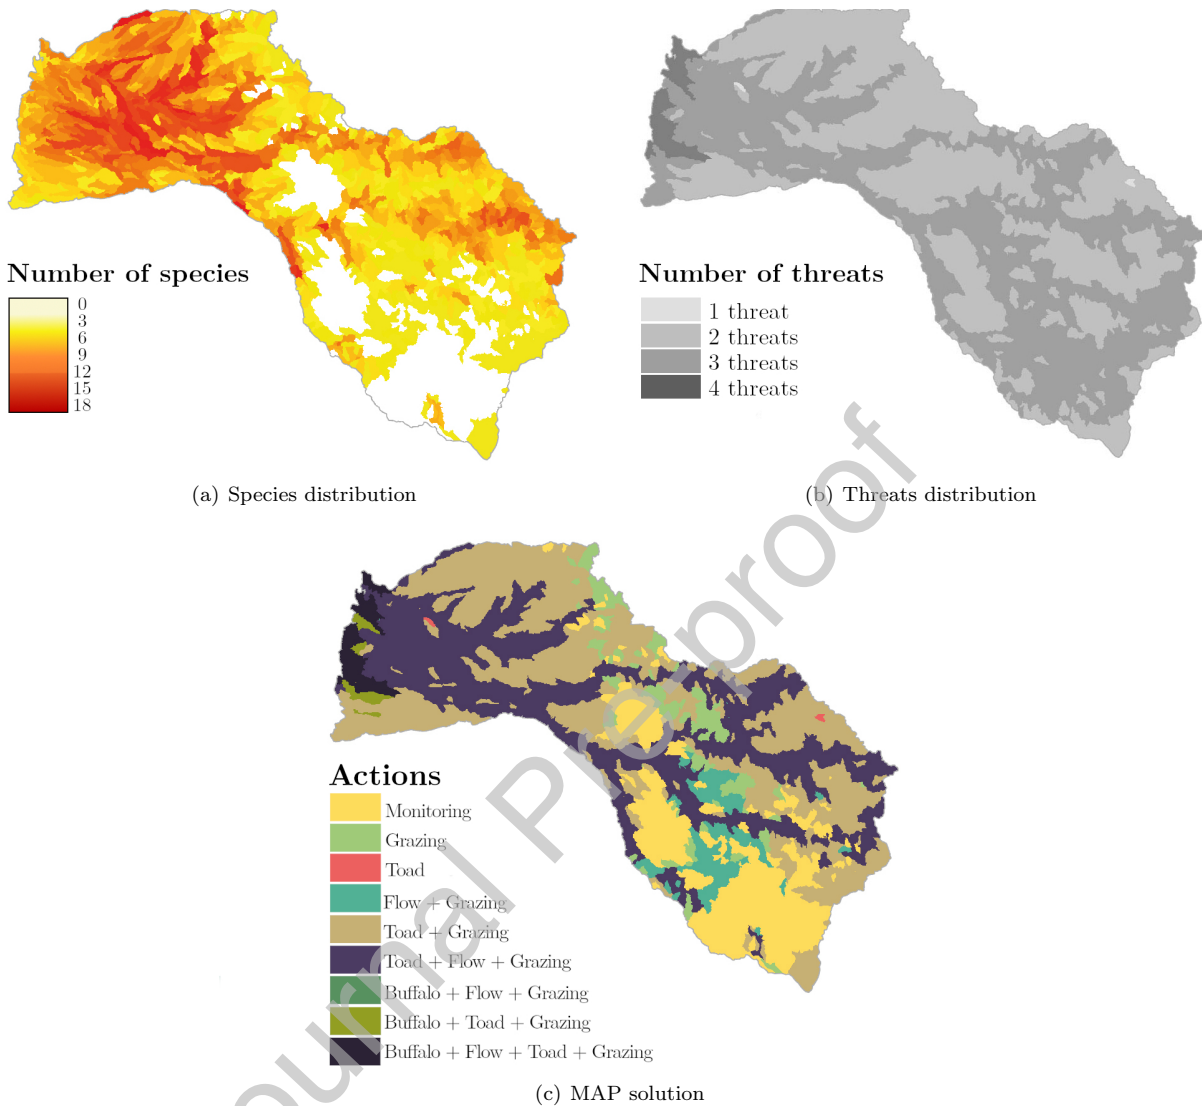 Number of species
0
3
6
9
12
15
18
Number of threats
1 threat
2 threats
3 threats
4 threats
(a) Species distribution
(b) Threats distribution
Actions
Monitoring
Grazing
Toad
Flow + Grazing
Toad + Grazing
Toad + Flow + Grazing
Buffalo + Flow + Grazing
Buffalo + Toad + Grazing
Buffalo + Flow + Toad + Grazing
(c) MAP solution
ournal Pre-proof